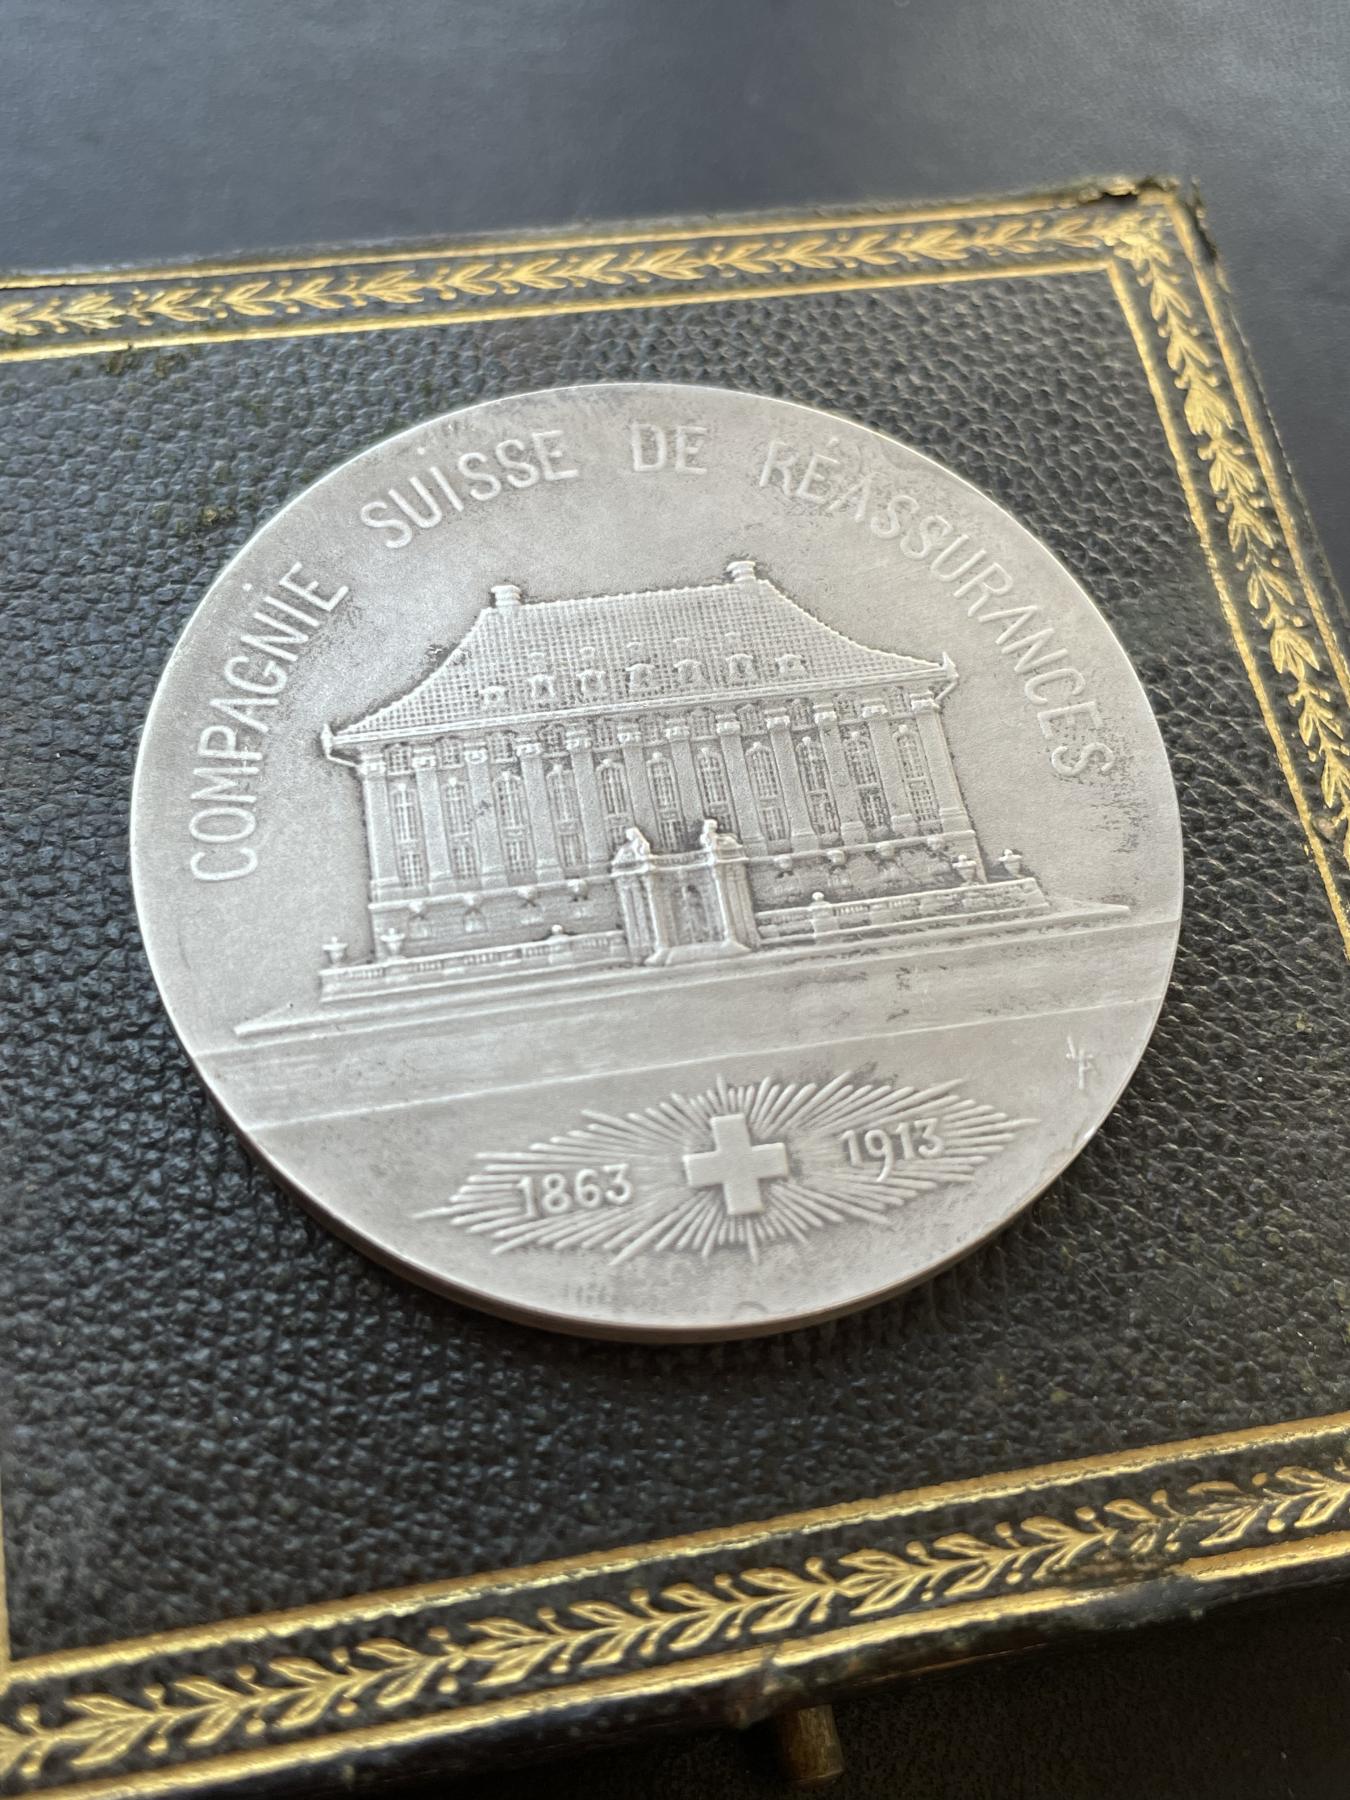 COMPAGNIE SUISSE DE RÉASSURANCES
1863 1913